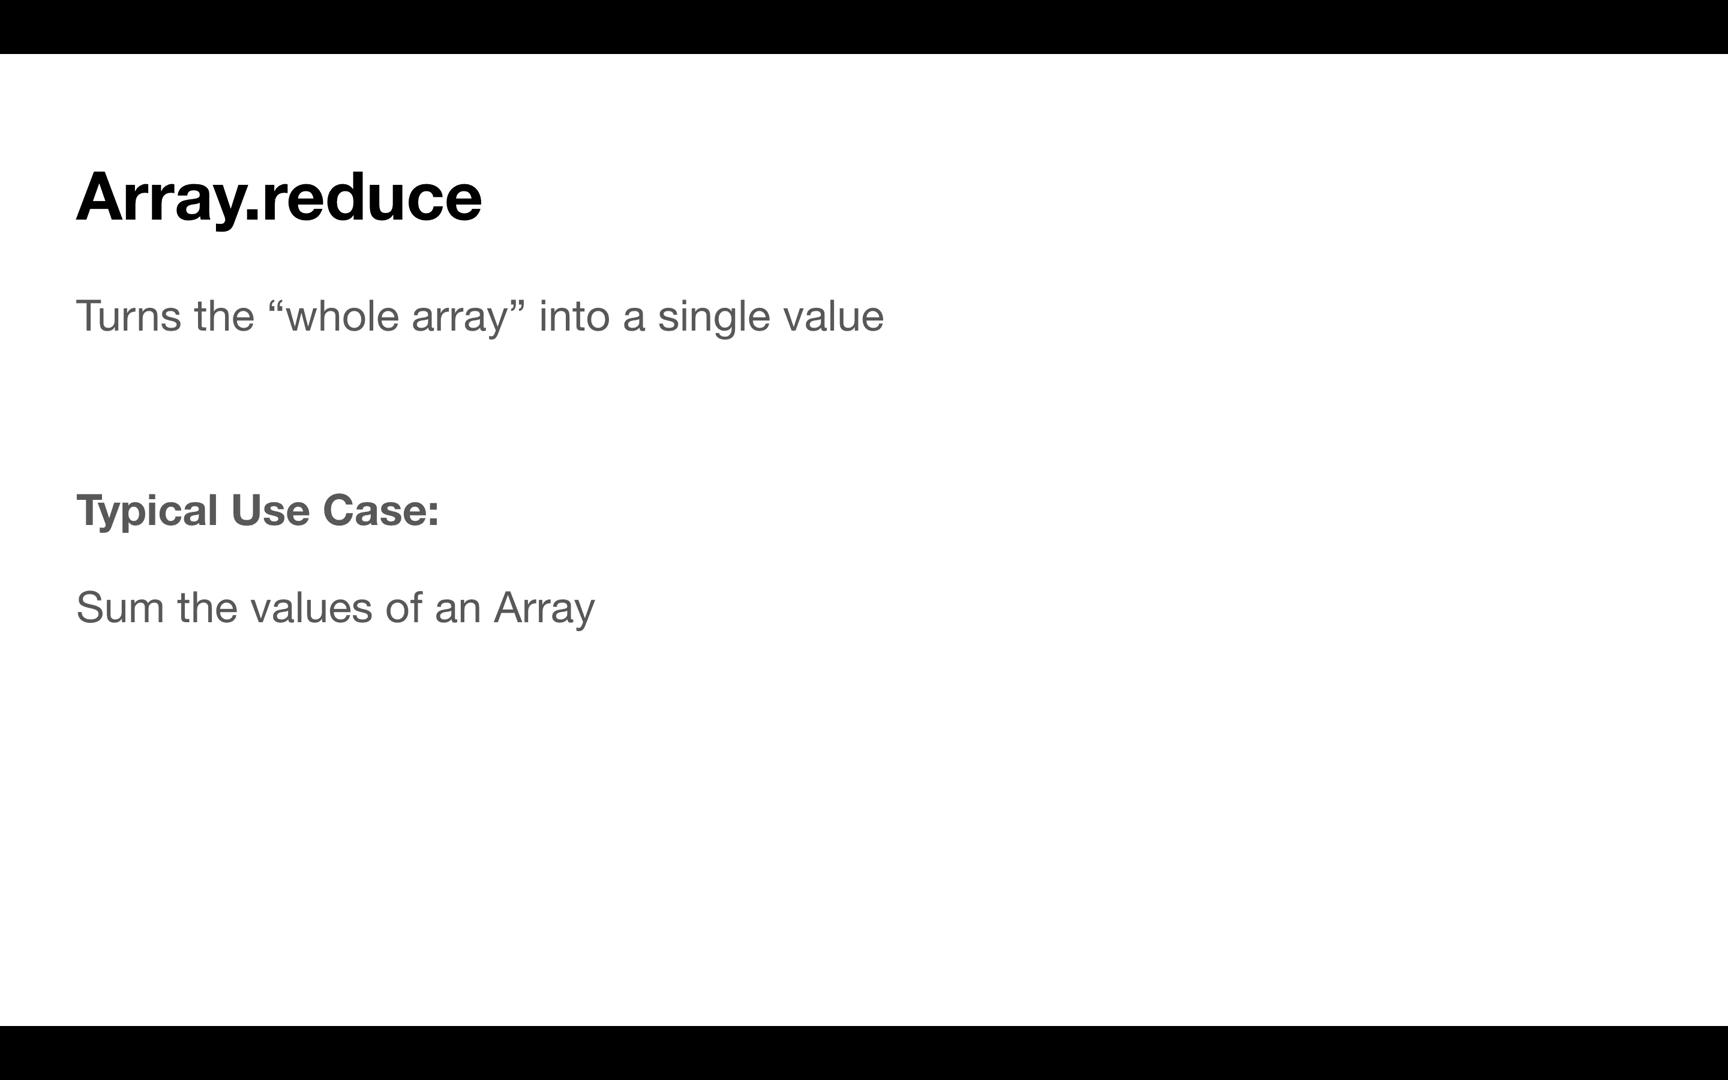 Array.reduce
Turns the “whole array” into a single value
Typical Use Case:
Sum the values of an Array